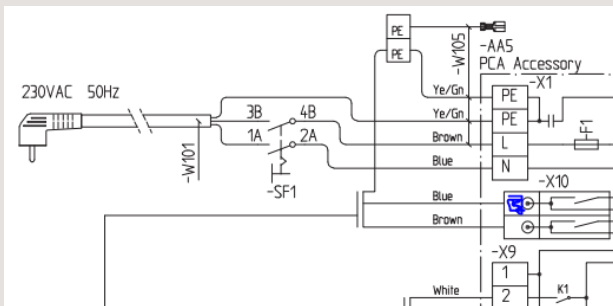 PE
PE
-W105
-AA5
PCA Accessory
230VAC 50Hz
-X1
Ye/Gn
PE
3B
4B
Ye/Gn
PE
1A
2A
Brown
L
-F1
Blue
N
-W101
-SF1
-X10
Blue
Brown
-X9
1
White
2
K1